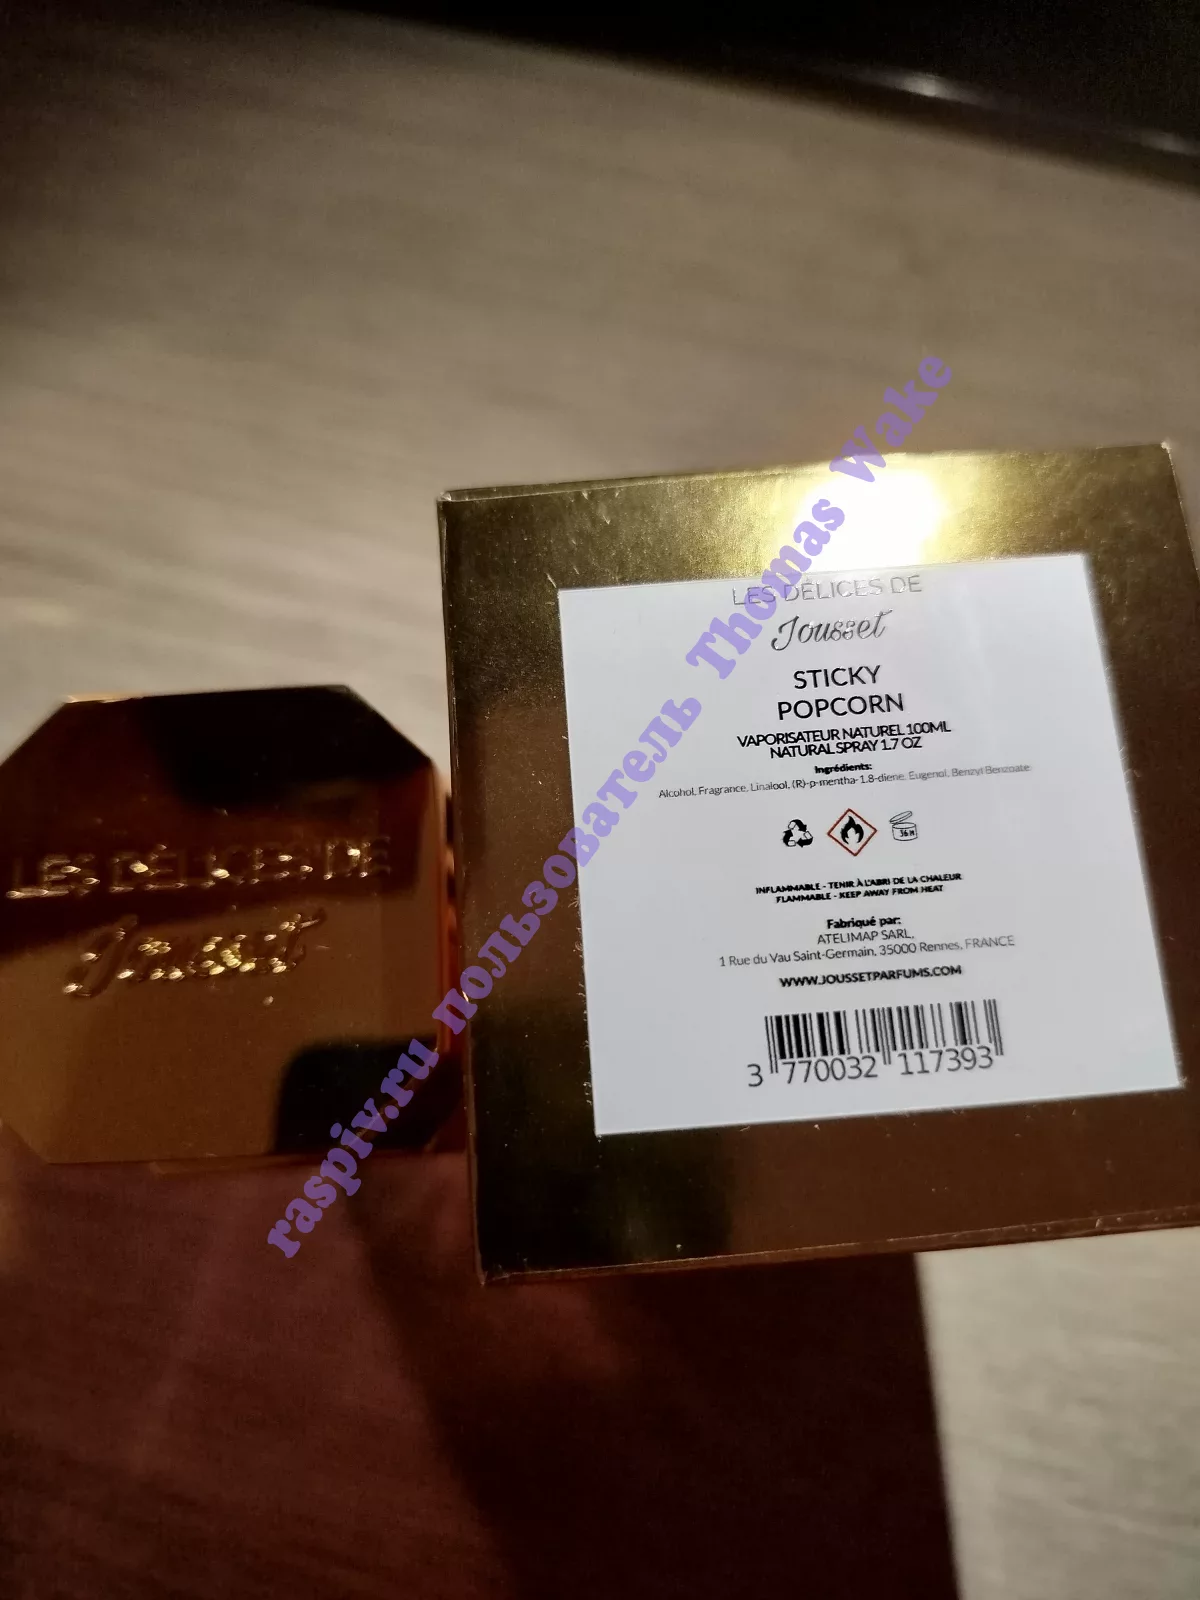 LES DÉLICES DE
Jousset
LES DÉLICES DE
Jousset
STICKY
POPCORN
VAPORISATEUR NATUREL 100ML
NATURAL SPRAY 1.7 OZ
Ingrédients:
Alcohol, Fragrance, Linalool, (R)-p-mentha-1.8-diene, Eugenol, Benzyl Benzoate
36 M
INFLAMMABLE - TENIR À L'ABRI DE LA CHALEUR
FLAMMABLE - KEEP AWAY FROM HEAT
Fabriqué par:
ATELIMAP SARL,
1 Rue du Vau Saint-Germain, 35000 Rennes, FRANCE
WWW.JOUSSETPARFUMS.COM
3 770032 117393
raspiv.ru пользователь Thomas Wake